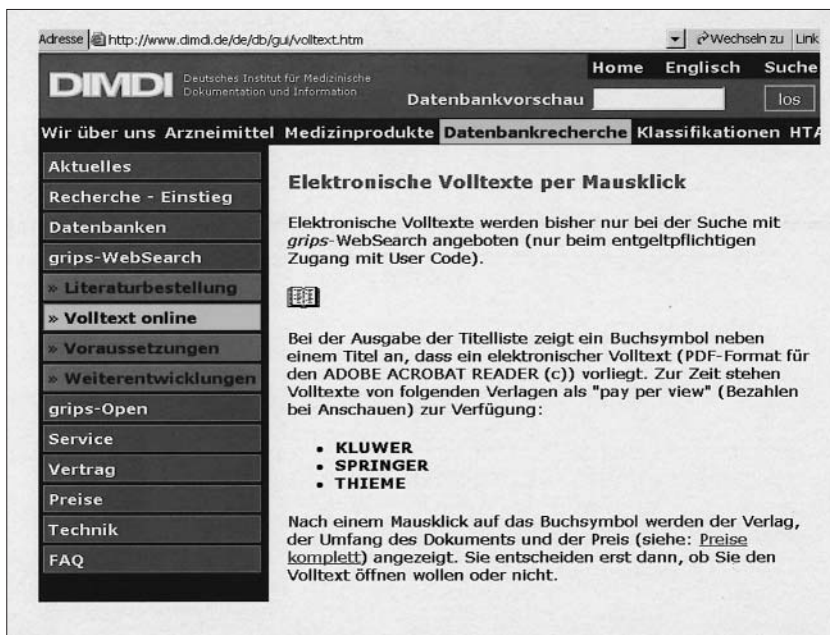 Adresse http://www.dimdi.de/de/db/gui/volltext.htm Wechseln zu Link
DIMDI Deutsches Institut für Medizinische
Dokumentation und Information
Home Englisch Suche
Datenbankvorschau los
Wir über uns Arzneimittel Medizinprodukte Datenbankrecherche Klassifikationen HTA
Aktuelles
Recherche - Einstieg
Datenbanken
grips-WebSearch
» Literaturbestellung
» Volltext online
» Voraussetzungen
» Weiterentwicklungen
grips-Open
Service
Vertrag
Preise
Technik
FAQ
Elektronische Volltexte per Mausklick
Elektronische Volltexte werden bisher nur bei der Suche mit
grips-WebSearch angeboten (nur beim entgeltpflichtigen
Zugang mit User Code).
Bei der Ausgabe der Titelliste zeigt ein Buchsymbol neben
einem Titel an, dass ein elektronischer Volltext (PDF-Format für
den ADOBE ACROBAT READER (c)) vorliegt. Zur Zeit stehen
Volltexte von folgenden Verlagen als "pay per view" (Bezahlen
bei Anschauen) zur Verfügung:
• KLUWER
• SPRINGER
• THIEME
Nach einem Mausklick auf das Buchsymbol werden der Verlag,
der Umfang des Dokuments und der Preis (siehe: Preise
komplett) angezeigt. Sie entscheiden erst dann, ob Sie den
Volltext öffnen wollen oder nicht.